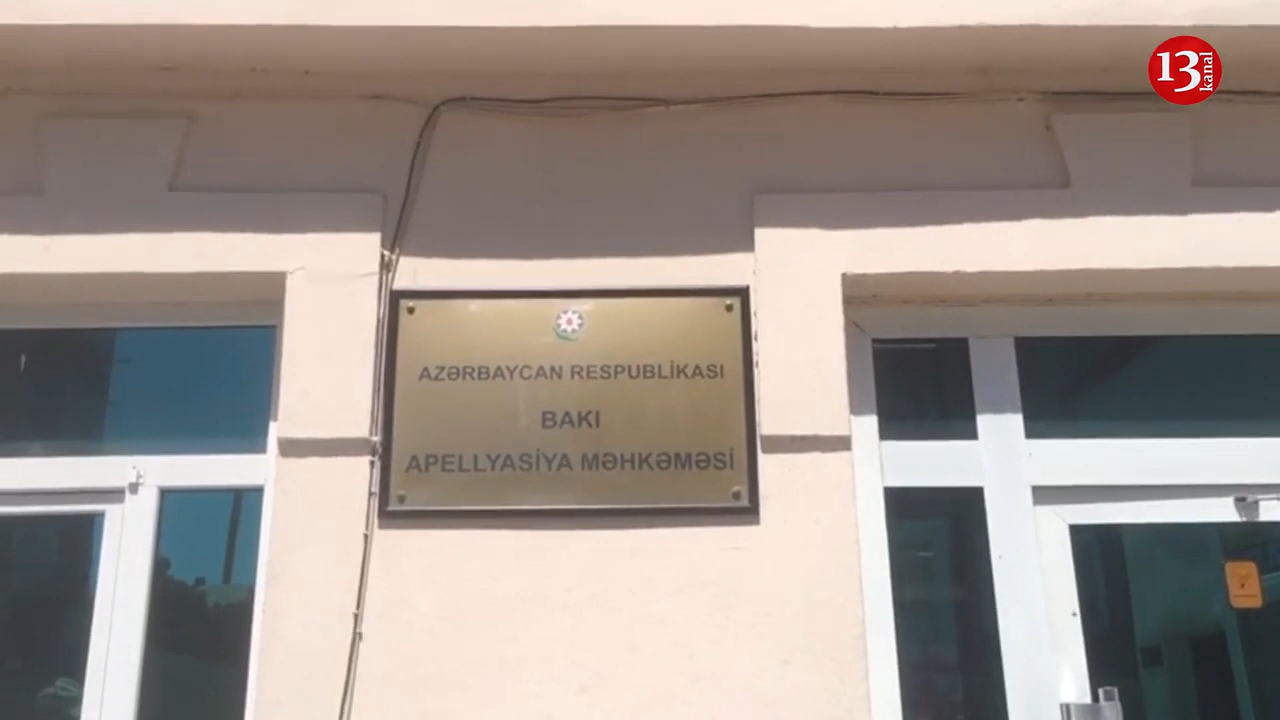 13 kanal
AZƏRBAYCAN RESPUBLİKASI
BAKI
APELLYASİYA MƏHKƏMƏSİ